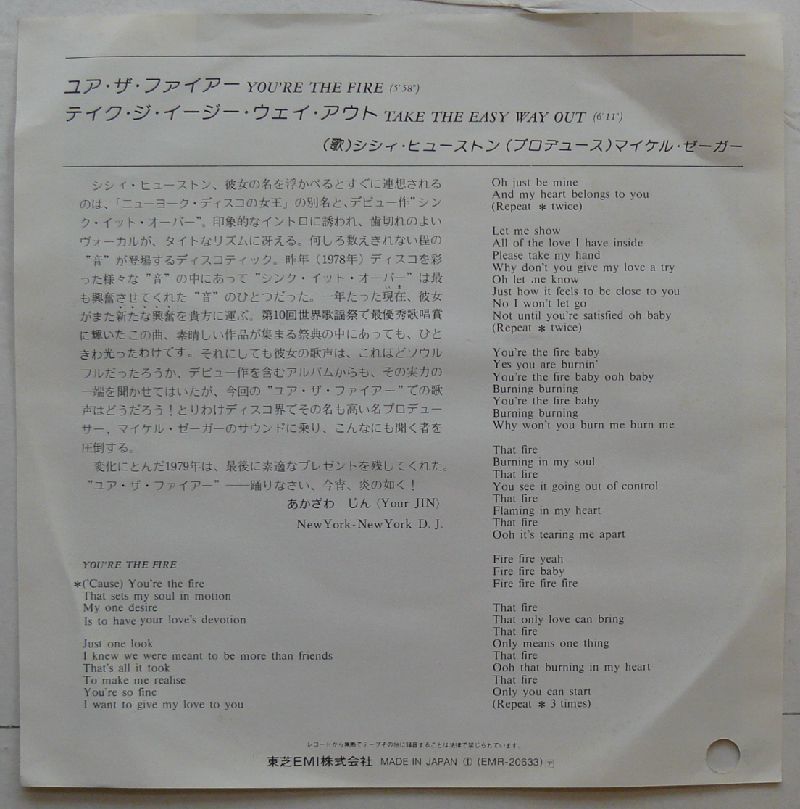 ユア・ザ・ファイアー YOU'RE THE FIRE (5'58")
テイク・ジ・イージー・ウェイ・アウト TAKE THE EASY WAY OUT (6'11")
(歌)シシィ・ヒューストン(プロデュース)マイケル・ゼーガー
シシィ・ヒューストン、彼女の名を浮かべるとすぐに連想される
のは、「ニューヨーク・ディスコの女王」の別名と、デビュー作“シン
ク・イット・オーバー”。印象的なイントロに誘われ、歯切れのよい
ヴォーカルが、タイトなリズムに冴える。何しろ数えきれない程の
“音”が登場するディスコティック。昨年(1978年)ディスコを彩
った様々な“音”の中にあって“シンク・イット・オーバー”は最
も興奮させてくれた“音”のひとつだった。一年たった現在、彼女
がまた新たな興奮を貴方に運ぶ。第10回世界歌謡祭で最優秀歌唱賞
に輝いたこの曲、素晴しい作品が集まる祭典の中にあっても、ひと
きわ光ったわけです。それにしても彼女の歌声は、これほどソウル
フルだったろうか、デビュー作を含むアルバムからも、その実力の
一端を聞かせてはいたが、今回の“ユア・ザ・ファイアー”での歌
声はどうだろう!とりわけディスコ界でその名も高い名プロデュー
サー、マイケル・ゼーガーのサウンドに乗り、こんなにも聞く者を
圧倒する。
変化にとんだ1979年は、最後に素適なプレゼントを残してくれた。
“ユア・ザ・ファイアー”——踊りなさい、今宵、炎の如く!
あかざわ じん(Your JIN)
NewYork-NewYork D. J.
YOU'RE THE FIRE
*('Cause) You're the fire
That sets my soul in motion
My one desire
Is to have your love's devotion
Just one look
I knew we were meant to be more than friends
That's all it took
To make me realise
You're so fine
I want to give my love to you
Oh just be mine
And my heart belongs to you
(Repeat * twice)
Let me show
All of the love I have inside
Please take my hand
Why don't you give my love a try
Oh let me know
Just how it feels to be close to you
No I won't let go
Not until you're satisfied oh baby
(Repeat * twice)
You're the fire baby
Yes you are burnin'
You're the fire baby ooh baby
Burning burning
You're the fire baby
Burning burning
Why won't you burn me burn me
That fire
Burning in my soul
That fire
You see it going out of control
That fire
Flaming in my heart
That fire
Ooh it's tearing me apart
Fire fire yeah
Fire fire baby
Fire fire fire fire
That fire
That only love can bring
That fire
Only means one thing
That fire
Ooh that burning in my heart
That fire
Only you can start
(Repeat * 3 times)
レコードから無断でテープその他に録音することは法律で禁じられています。
東芝EMI株式会社 MADE IN JAPAN (EMR-20633)